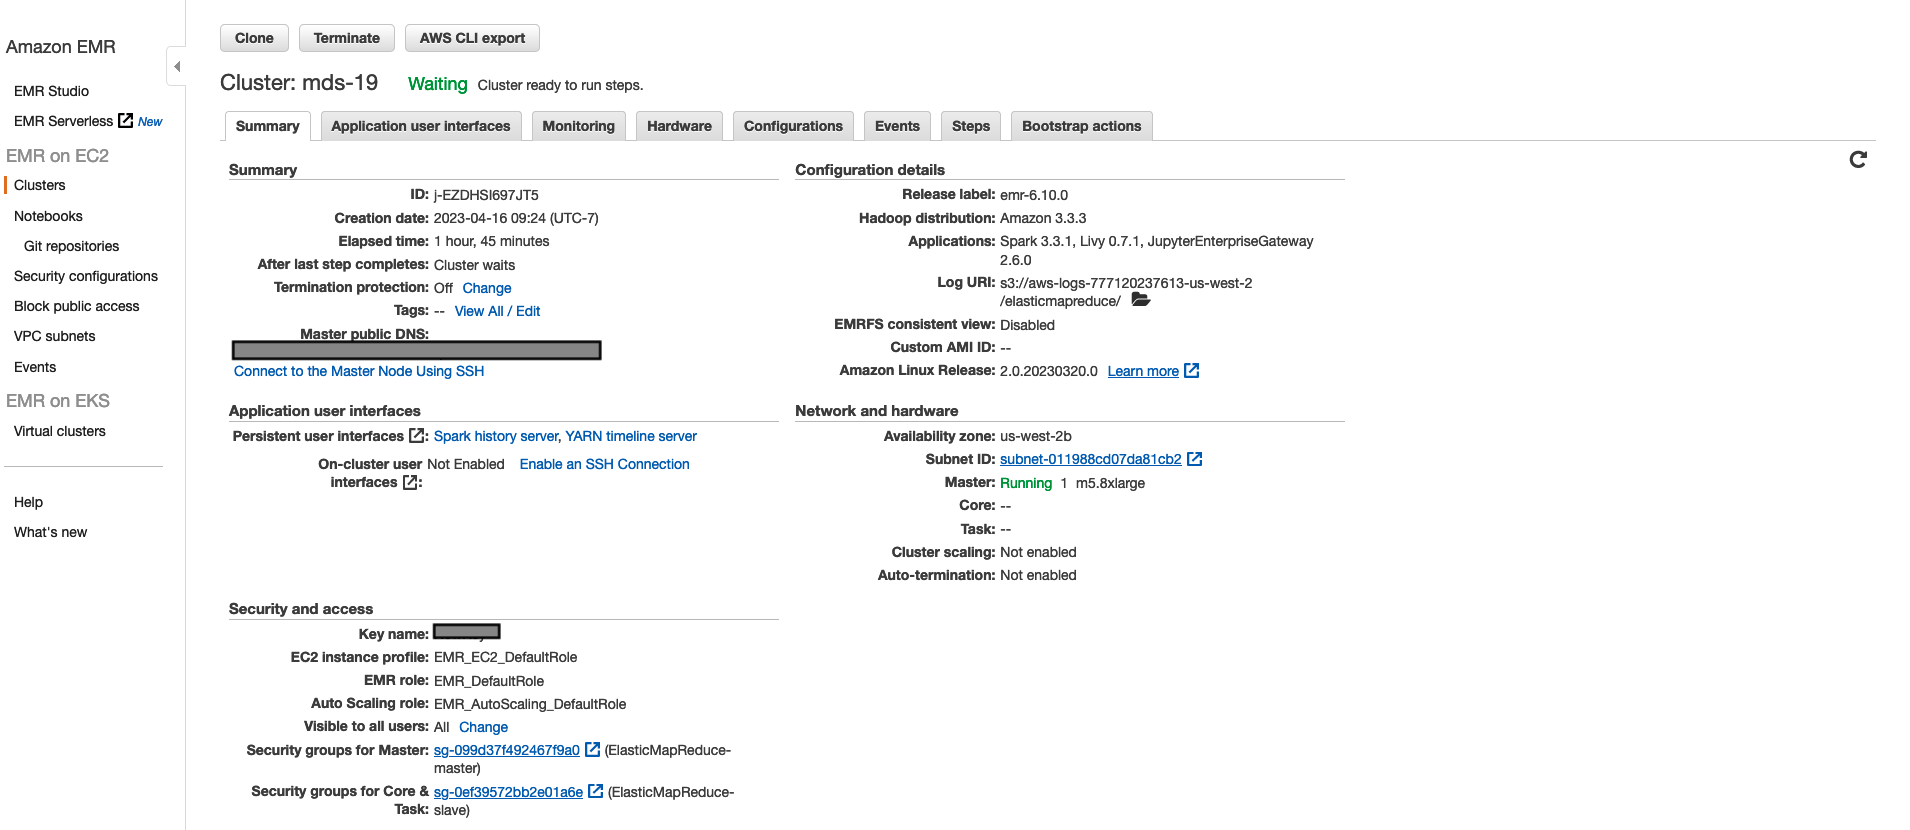 Amazon EMR
EMR Studio
EMR Serverless New
EMR on EC2
Clusters
Notebooks
Git repositories
Security configurations
Block public access
VPC subnets
Events
EMR on EKS
Virtual clusters
Help
What's new
Clone Terminate AWS CLI export
Cluster: mds-19 Waiting Cluster ready to run steps.
Summary Application user interfaces Monitoring Hardware Configurations Events Steps Bootstrap actions
Summary
ID: j-EZDHSI697JT5
Creation date: 2023-04-16 09:24 (UTC-7)
Elapsed time: 1 hour, 45 minutes
After last step completes: Cluster waits
Termination protection: Off Change
Tags: -- View All / Edit
Master public DNS:
Connect to the Master Node Using SSH
Configuration details
Release label: emr-6.10.0
Hadoop distribution: Amazon 3.3.3
Applications: Spark 3.3.1, Livy 0.7.1, JupyterEnterpriseGateway
2.6.0
Log URI: s3://aws-logs-777120237613-us-west-2
/elasticmapreduce/
EMRFS consistent view: Disabled
Custom AMI ID: --
Amazon Linux Release: 2.0.20230320.0 Learn more
Application user interfaces
Persistent user interfaces : Spark history server, YARN timeline server
On-cluster user Not Enabled Enable an SSH Connection
interfaces :
Network and hardware
Availability zone: us-west-2b
Subnet ID: subnet-011988cd07da81cb2
Master: Running 1 m5.8xlarge
Core: --
Task: --
Cluster scaling: Not enabled
Auto-termination: Not enabled
Security and access
Key name:
EC2 instance profile: EMR_EC2_DefaultRole
EMR role: EMR_DefaultRole
Auto Scaling role: EMR_AutoScaling_DefaultRole
Visible to all users: All Change
Security groups for Master: sg-099d37f492467f9a0 (ElasticMapReduce-
master)
Security groups for Core & sg-0ef39572bb2e01a6e (ElasticMapReduce-
Task: slave)